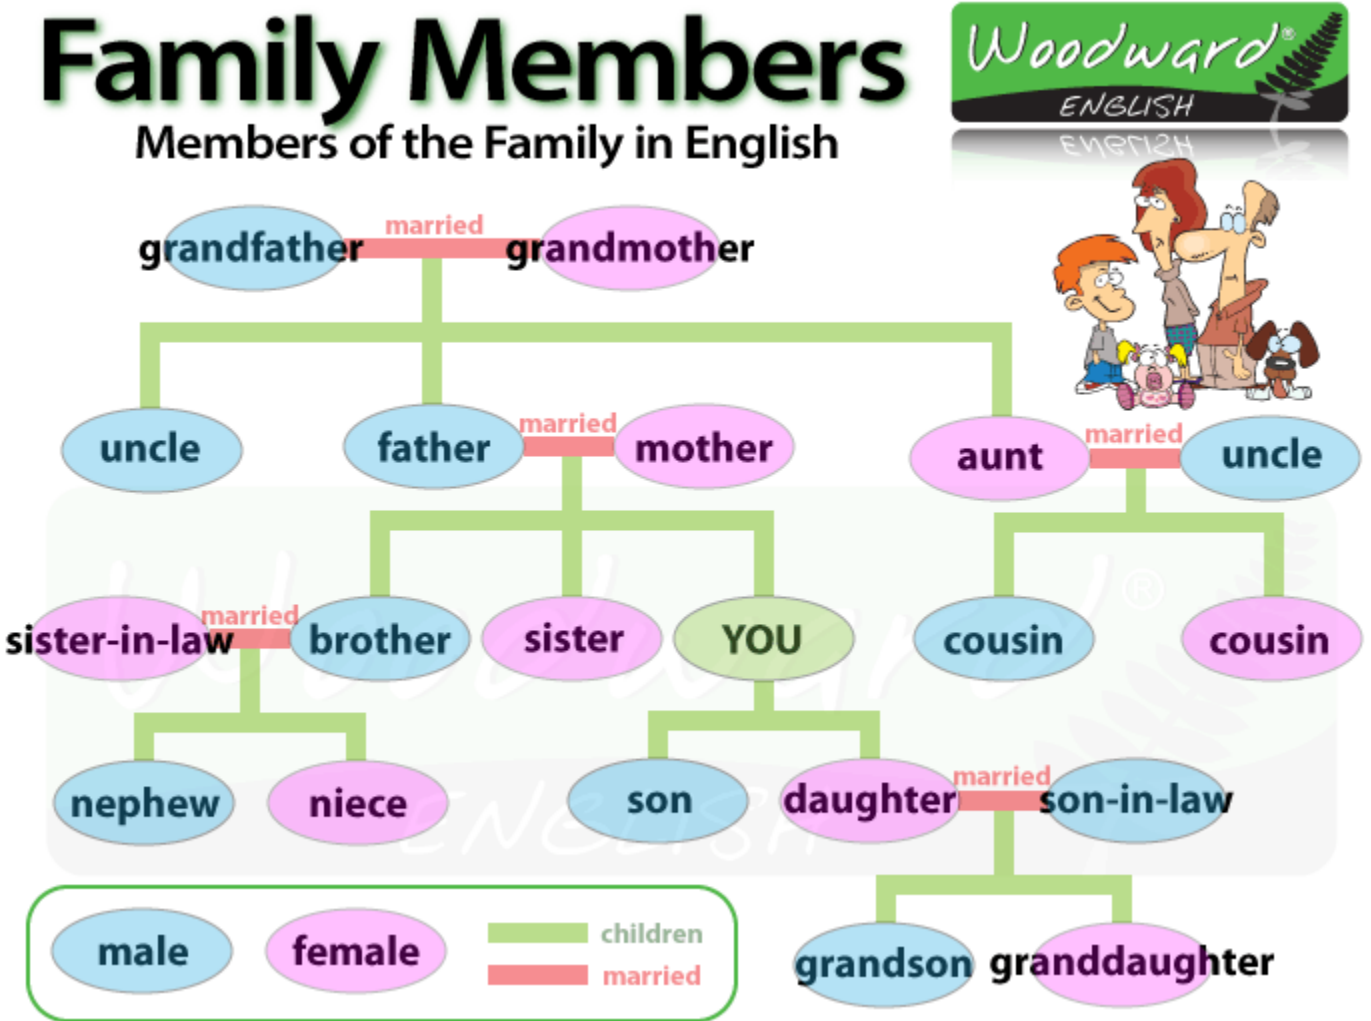 Family Members
Members of the Family in English
Woodward®
ENGLISH
married
grandfather grandmother
married married
uncle father mother aunt uncle
married
sister-in-law brother sister YOU cousin cousin
married
nephew niece son daughter son-in-law
male female children
married
grandson granddaughter
Woodward®
ENGLISH